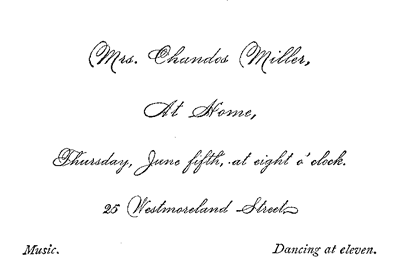 Mrs. Chandos Miller,
At Home,
Thursday, June fifth, at eight o'clock.
25 Westmoreland Street
Music.
Dancing at eleven.